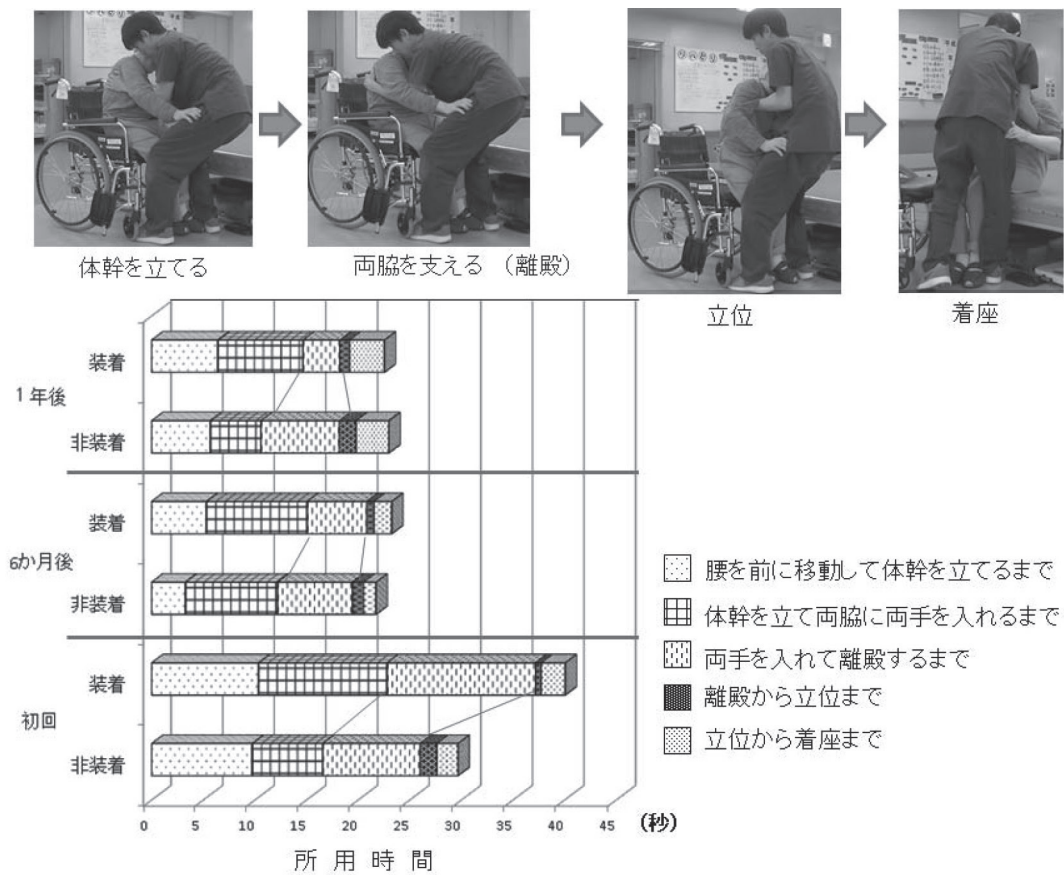 体幹を立てる
両脇を支える (離殿)
立位
着座
1年後
装着
非装着
6か月後
装着
非装着
初回
装着
非装着
腰を前に移動して体幹を立てるまで
体幹を立て両脇に両手を入れるまで
両手を入れて離殿するまで
離殿から立位まで
立位から着座まで
0 5 10 15 20 25 30 35 40 45 (秒)
所用時間